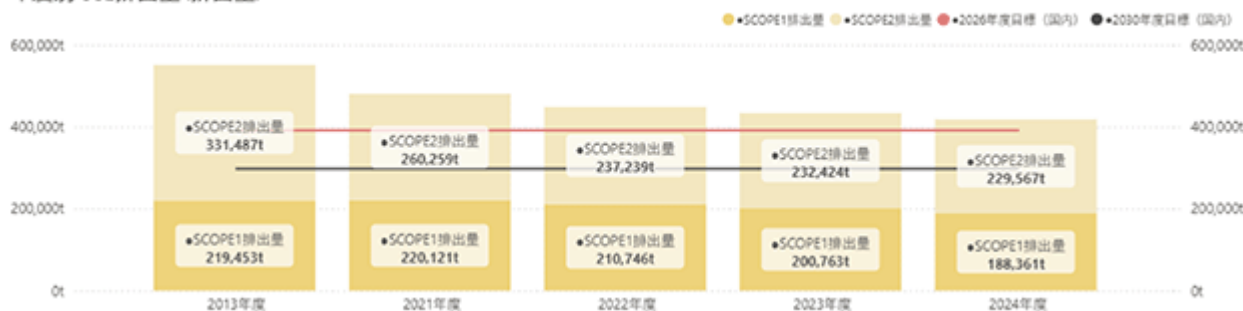 ●SCOPE1排出量 ●SCOPE2排出量 ●2026年度目標（国内） ●2030年度目標（国内）
600,000t 600,000t
400,000t 400,000t
200,000t 200,000t
0t 0t
●SCOPE2排出量
331,487t
●SCOPE2排出量
260,259t
●SCOPE2排出量
237,239t
●SCOPE2排出量
232,424t
●SCOPE2排出量
229,567t
●SCOPE1排出量
219,453t
●SCOPE1排出量
220,121t
●SCOPE1排出量
210,746t
●SCOPE1排出量
200,763t
●SCOPE1排出量
188,361t
2013年度 2021年度 2022年度 2023年度 2024年度